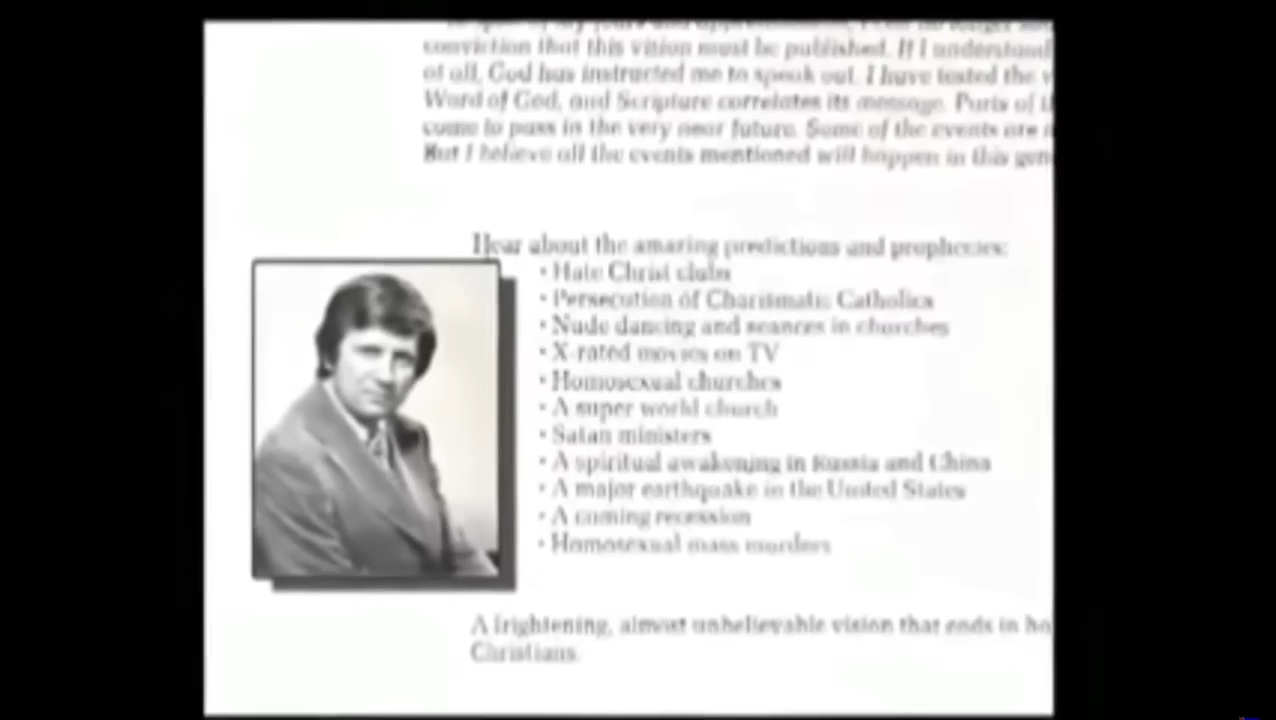 conviction that this vision must be published. If I understand
at all, God has instructed me to speak out. I have tested the
Word of God, and Scripture correlates its message. Parts of
come to pass in the very near future. Some of the events are
But I believe all the events mentioned will happen in this
Hear about the amazing predictions and prophecies:
• Hate Christ clubs
• Persecution of Charismatic Catholics
• Nude dancing and seances in churches
• X-rated movies on TV
• Homosexual churches
• A super world church
• Satan ministers
• A spiritual awakening in Russia and China
• A major earthquake in the United States
• A coming recession
• Homosexual mass murders
A frightening, almost unbelievable vision that ends in
Christians.